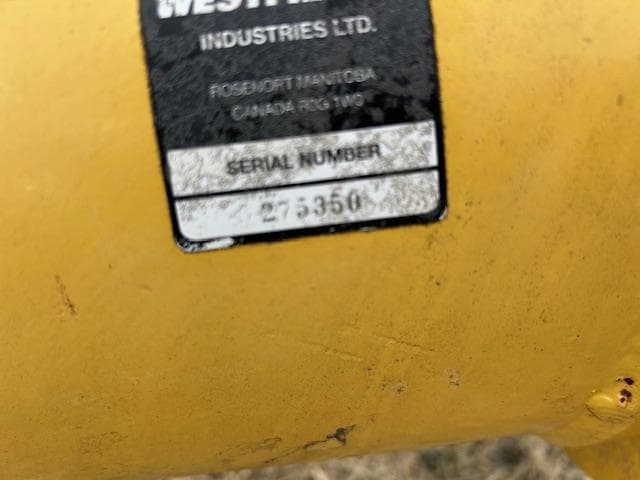 INDUSTRIES LTD.
ROSENORT MANITOBA
CANADA R0G 1W0
SERIAL NUMBER
275350